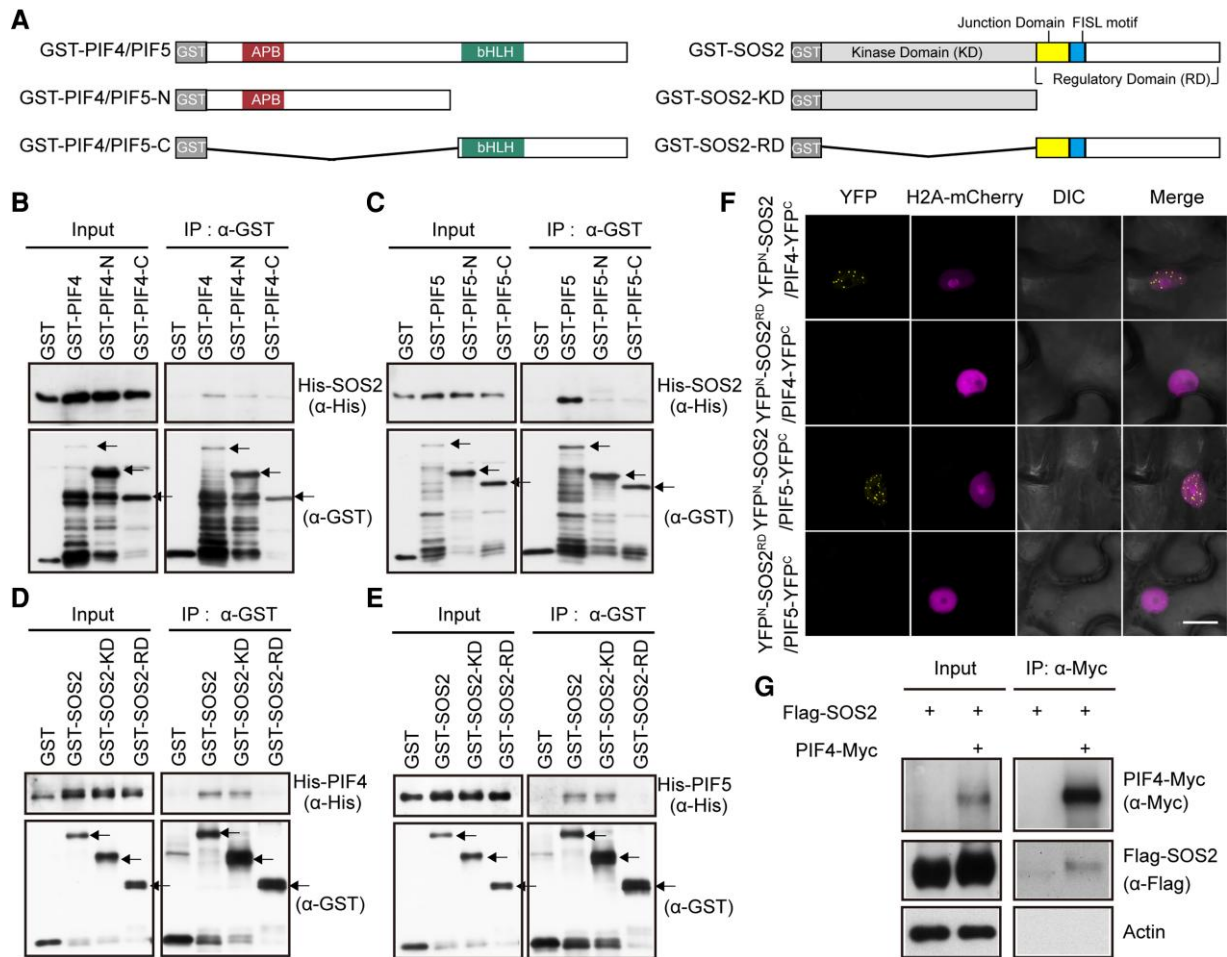 A
GST-PIF4/PIF5
GST
APB
bHLH
GST-PIF4/PIF5-N
GST
APB
GST-PIF4/PIF5-C
GST
bHLH
Junction Domain
FISL motif
GST-SOS2
GST
Kinase Domain (KD)
Regulatory Domain (RD)
GST-SOS2-KD
GST
GST-SOS2-RD
GST
B
Input
IP : α-GST
GST
GST-PIF4
GST-PIF4-N
GST-PIF4-C
GST
GST-PIF4
GST-PIF4-N
GST-PIF4-C
His-SOS2
(α-His)
(α-GST)
C
Input
IP : α-GST
GST
GST-PIF5
GST-PIF5-N
GST-PIF5-C
GST
GST-PIF5
GST-PIF5-N
GST-PIF5-C
His-SOS2
(α-His)
(α-GST)
D
Input
IP : α-GST
GST
GST-SOS2
GST-SOS2-KD
GST-SOS2-RD
GST
GST-SOS2
GST-SOS2-KD
GST-SOS2-RD
His-PIF4
(α-His)
(α-GST)
E
Input
IP : α-GST
GST
GST-SOS2
GST-SOS2-KD
GST-SOS2-RD
GST
GST-SOS2
GST-SOS2-KD
GST-SOS2-RD
His-PIF5
(α-His)
(α-GST)
F
YFP
H2A-mCherry
DIC
Merge
YFPᴺ-SOS2
/PIF4-YFPᶜ
YFPᴺ-SOS2ᴿᴰ
/PIF4-YFPᶜ
YFPᴺ-SOS2
/PIF5-YFPᶜ
YFPᴺ-SOS2ᴿᴰ
/PIF5-YFPᶜ
G
Input
IP: α-Myc
Flag-SOS2 + + + +
PIF4-Myc + +
PIF4-Myc
(α-Myc)
Flag-SOS2
(α-Flag)
Actin